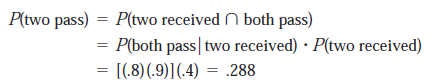 P(two pass) = P(two received ∩ both pass)
= P(both pass|two received) · P(two received)
= [(.8)(.9)](.4) = .288